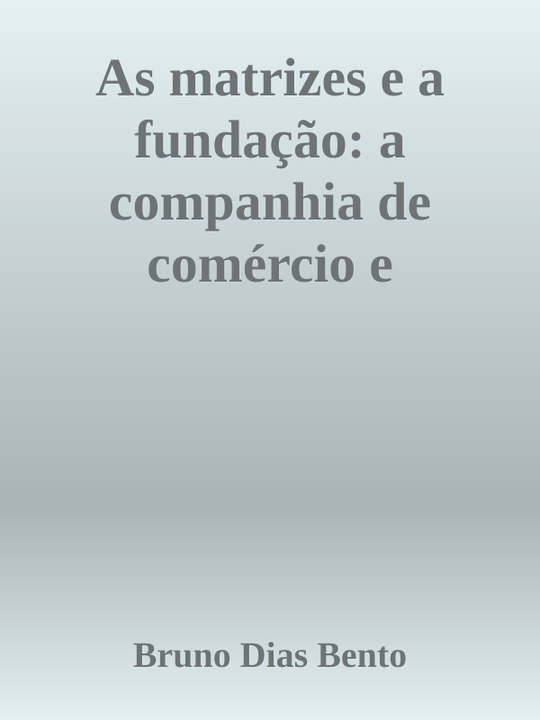 As matrizes e a
fundação: a
companhia de
comércio e
Bruno Dias Bento